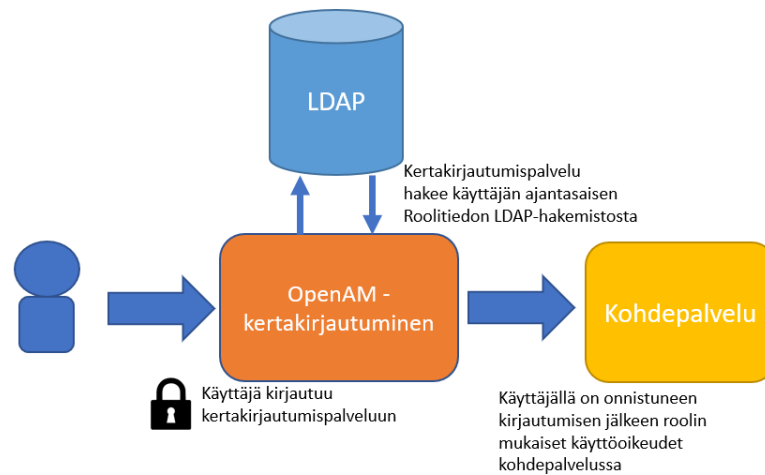 LDAP
Kertakirjautumispalvelu
hakee käyttäjän ajantasaisen
Roolitiedon LDAP-hakemistosta
OpenAM -
kertakirjautuminen
Kohdepalvelu
Käyttäjä kirjautuu
kertakirjautumispalveluun
Käyttäjällä on onnistuneen
kirjautumisen jälkeen roolin
mukaiset käyttöoikeudet
kohdepalvelussa